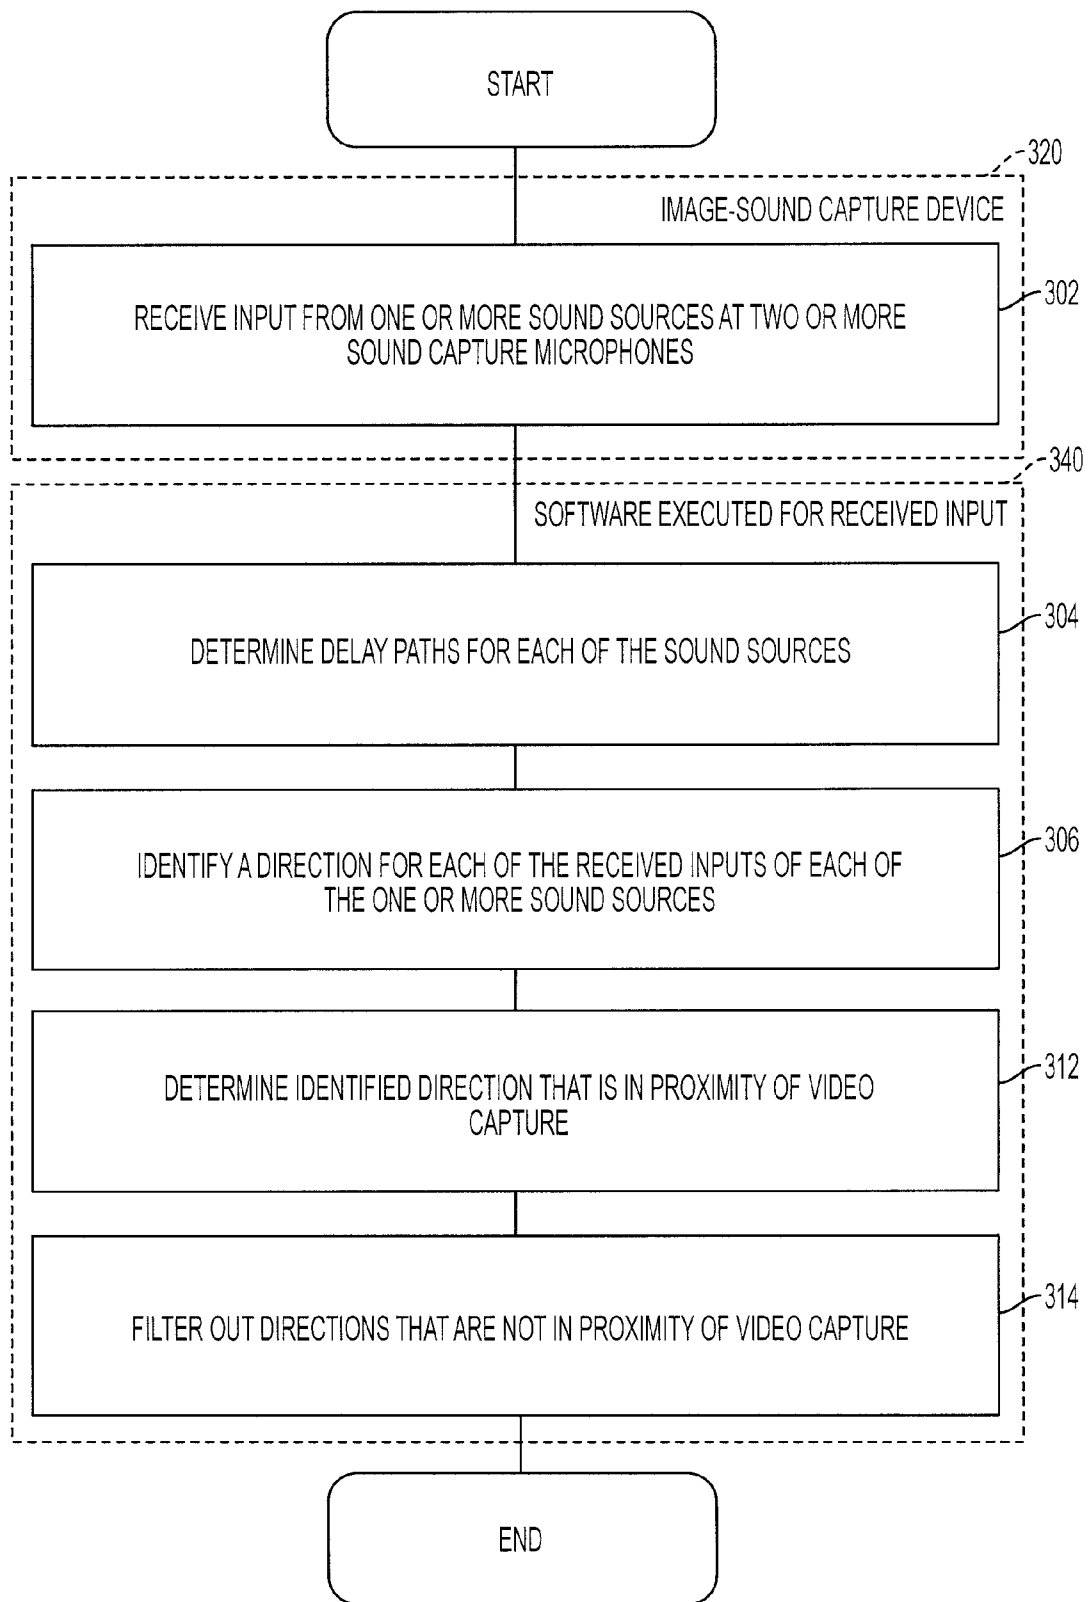 START
320
IMAGE-SOUND CAPTURE DEVICE
302
RECEIVE INPUT FROM ONE OR MORE SOUND SOURCES AT TWO OR MORE
SOUND CAPTURE MICROPHONES
340
SOFTWARE EXECUTED FOR RECEIVED INPUT
304
DETERMINE DELAY PATHS FOR EACH OF THE SOUND SOURCES
306
IDENTIFY A DIRECTION FOR EACH OF THE RECEIVED INPUTS OF EACH OF
THE ONE OR MORE SOUND SOURCES
312
DETERMINE IDENTIFIED DIRECTION THAT IS IN PROXIMITY OF VIDEO
CAPTURE
314
FILTER OUT DIRECTIONS THAT ARE NOT IN PROXIMITY OF VIDEO CAPTURE
END